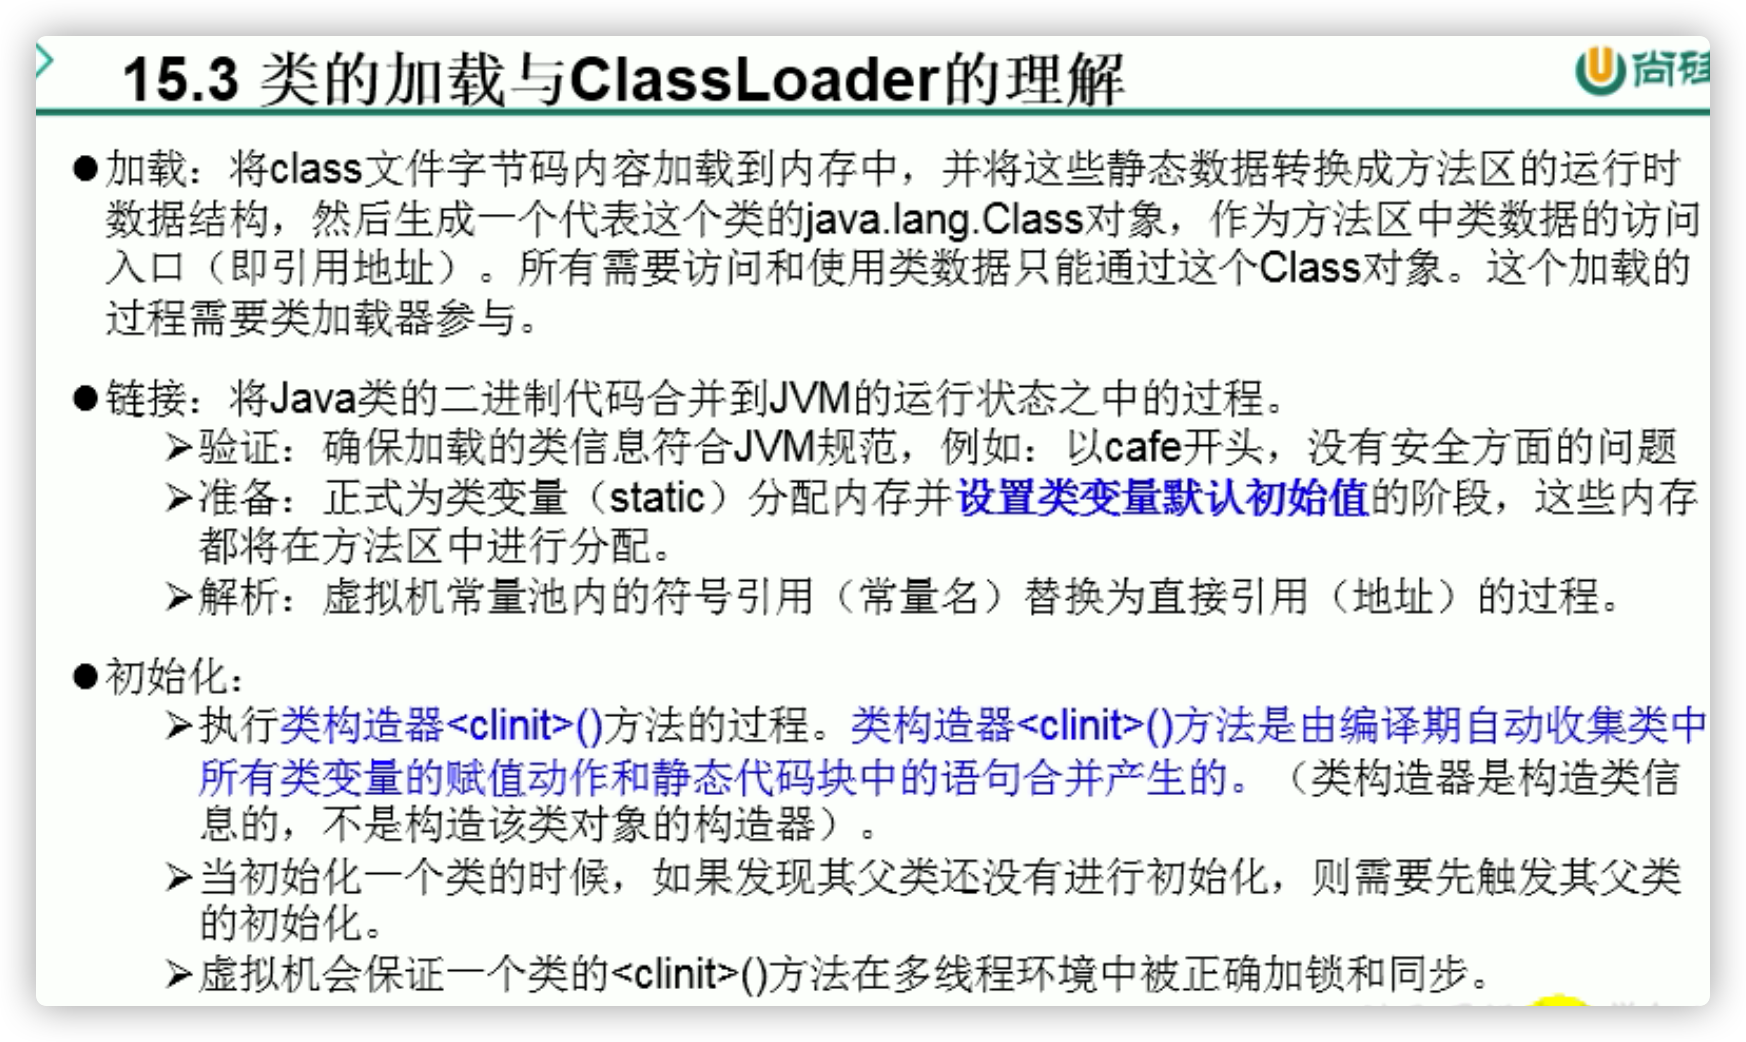 15.3 类的加载与ClassLoader的理解
尚硅
●加载：将class文件字节码内容加载到内存中，并将这些静态数据转换成方法区的运行时
数据结构，然后生成一个代表这个类的java.lang.Class对象，作为方法区中类数据的访问
入口（即引用地址）。所有需要访问和使用类数据只能通过这个Class对象。这个加载的
过程需要类加载器参与。
●链接：将Java类的二进制代码合并到JVM的运行状态之中的过程。
➢验证：确保加载的类信息符合JVM规范，例如：以cafe开头，没有安全方面的问题
➢准备：正式为类变量（static）分配内存并设置类变量默认初始值的阶段，这些内存
都将在方法区中进行分配。
➢解析：虚拟机常量池内的符号引用（常量名）替换为直接引用（地址）的过程。
●初始化：
➢执行类构造器<clinit>()方法的过程。类构造器<clinit>()方法是由编译期自动收集类中
所有类变量的赋值动作和静态代码块中的语句合并产生的。（类构造器是构造类信
息的，不是构造该类对象的构造器）。
➢当初始化一个类的时候，如果发现其父类还没有进行初始化，则需要先触发其父类
的初始化。
➢虚拟机会保证一个类的<clinit>()方法在多线程环境中被正确加锁和同步。